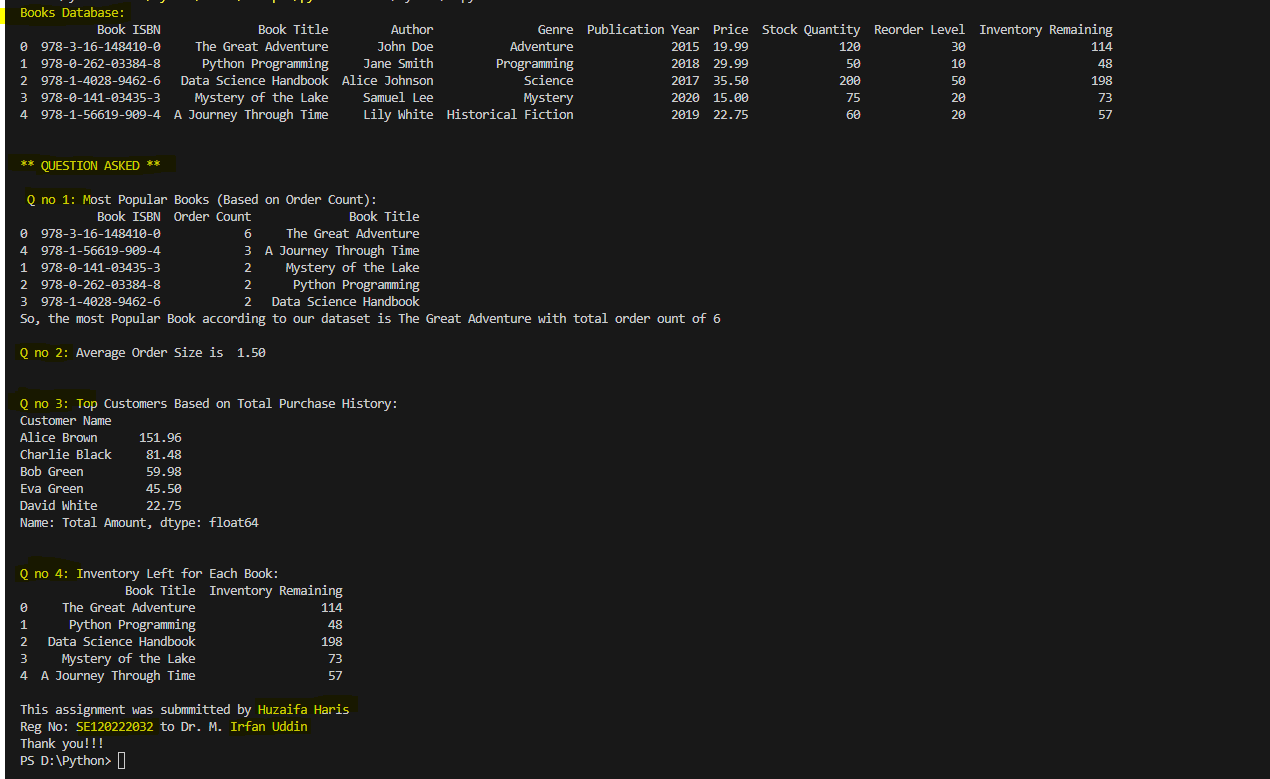 Books Database:
Book ISBN Book Title Author Genre Publication Year Price Stock Quantity Reorder Level Inventory Remaining
0 978-3-16-148410-0 The Great Adventure John Doe Adventure 2015 19.99 120 30 114
1 978-0-262-03384-8 Python Programming Jane Smith Programming 2018 29.99 50 10 48
2 978-1-4028-9462-6 Data Science Handbook Alice Johnson Science 2017 35.50 200 50 198
3 978-0-141-03435-3 Mystery of the Lake Samuel Lee Mystery 2020 15.00 75 20 73
4 978-1-56619-909-4 A Journey Through Time Lily White Historical Fiction 2019 22.75 60 20 57
** QUESTION ASKED **
Q no 1: Most Popular Books (Based on Order Count):
Book ISBN Order Count Book Title
0 978-3-16-148410-0 6 The Great Adventure
4 978-1-56619-909-4 3 A Journey Through Time
1 978-0-141-03435-3 2 Mystery of the Lake
2 978-0-262-03384-8 2 Python Programming
3 978-1-4028-9462-6 2 Data Science Handbook
So, the most Popular Book according to our dataset is The Great Adventure with total order ount of 6
Q no 2: Average Order Size is 1.50
Q no 3: Top Customers Based on Total Purchase History:
Customer Name
Alice Brown 151.96
Charlie Black 81.48
Bob Green 59.98
Eva Green 45.50
David White 22.75
Name: Total Amount, dtype: float64
Q no 4: Inventory Left for Each Book:
Book Title Inventory Remaining
0 The Great Adventure 114
1 Python Programming 48
2 Data Science Handbook 198
3 Mystery of the Lake 73
4 A Journey Through Time 57
This assignment was submmitted by Huzaifa Haris
Reg No: SE120222032 to Dr. M. Irfan Uddin
Thank you!!!
PS D:\Python>